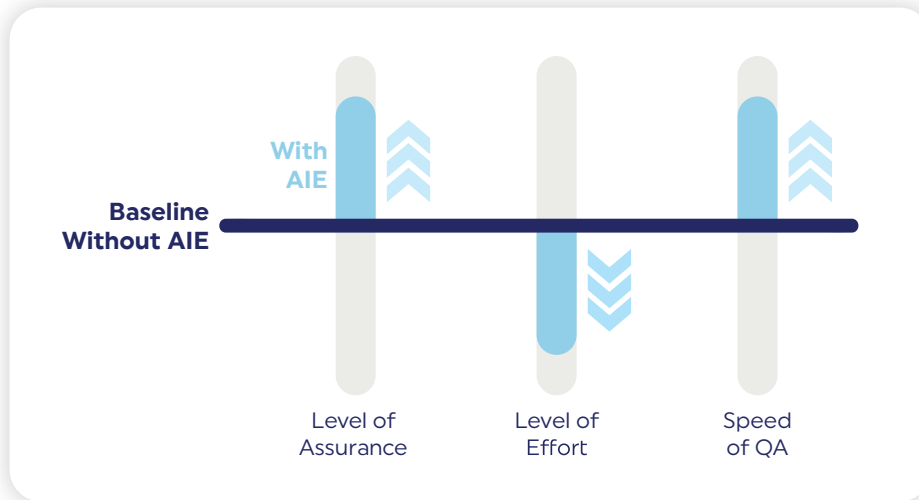 With
AIE
Baseline
Without AIE
Level of
Assurance
Level of
Effort
Speed
of QA